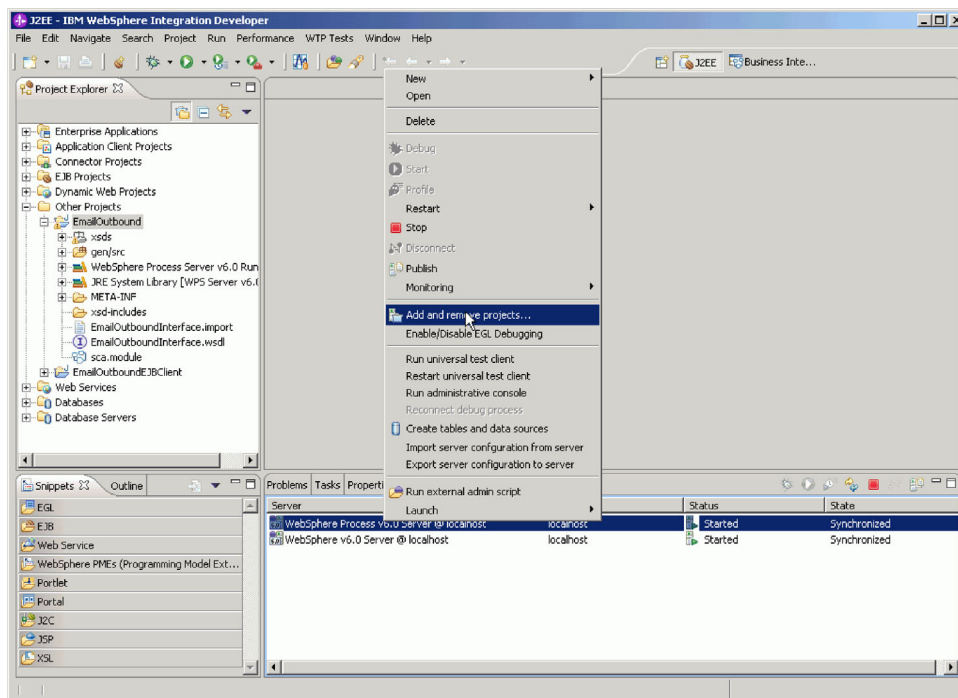 J2EE - IBM WebSphere Integration Developer
File Edit Navigate Search Project Run Performance WTP Tests Window Help
J2EE Business Inte...
Project Explorer
Enterprise Applications
Application Client Projects
Connector Projects
EJB Projects
Dynamic Web Projects
Other Projects
EmailOutbound
xsds
gen/src
WebSphere Process Server v6.0 Run
JRE System Library [WPS Server v6.0
META-INF
xsd-includes
EmailOutboundInterface.import
EmailOutboundInterface.wsdl
sca.module
EmailOutboundEJBClient
Web Services
Databases
Database Servers
New
Open
Delete
Debug
Start
Profile
Restart
Stop
Disconnect
Publish
Monitoring
Add and remove projects...
Enable/Disable EGL Debugging
Run universal test client
Restart universal test client
Run administrative console
Reconnect debug process
Create tables and data sources
Import server confguration from server
Export server configuration to server
Run external admin script
Launch
Snippets Outline
EGL
EJB
Web Service
WebSphere PMEs (Programming Model Ext...
Portlet
Portal
J2C
JSP
XSL
Problems Tasks Properti
Server Status State
WebSphere Process v6.0 Server @ localhost localhost Started Synchronized
WebSphere v6.0 Server @ localhost localhost Started Synchronized